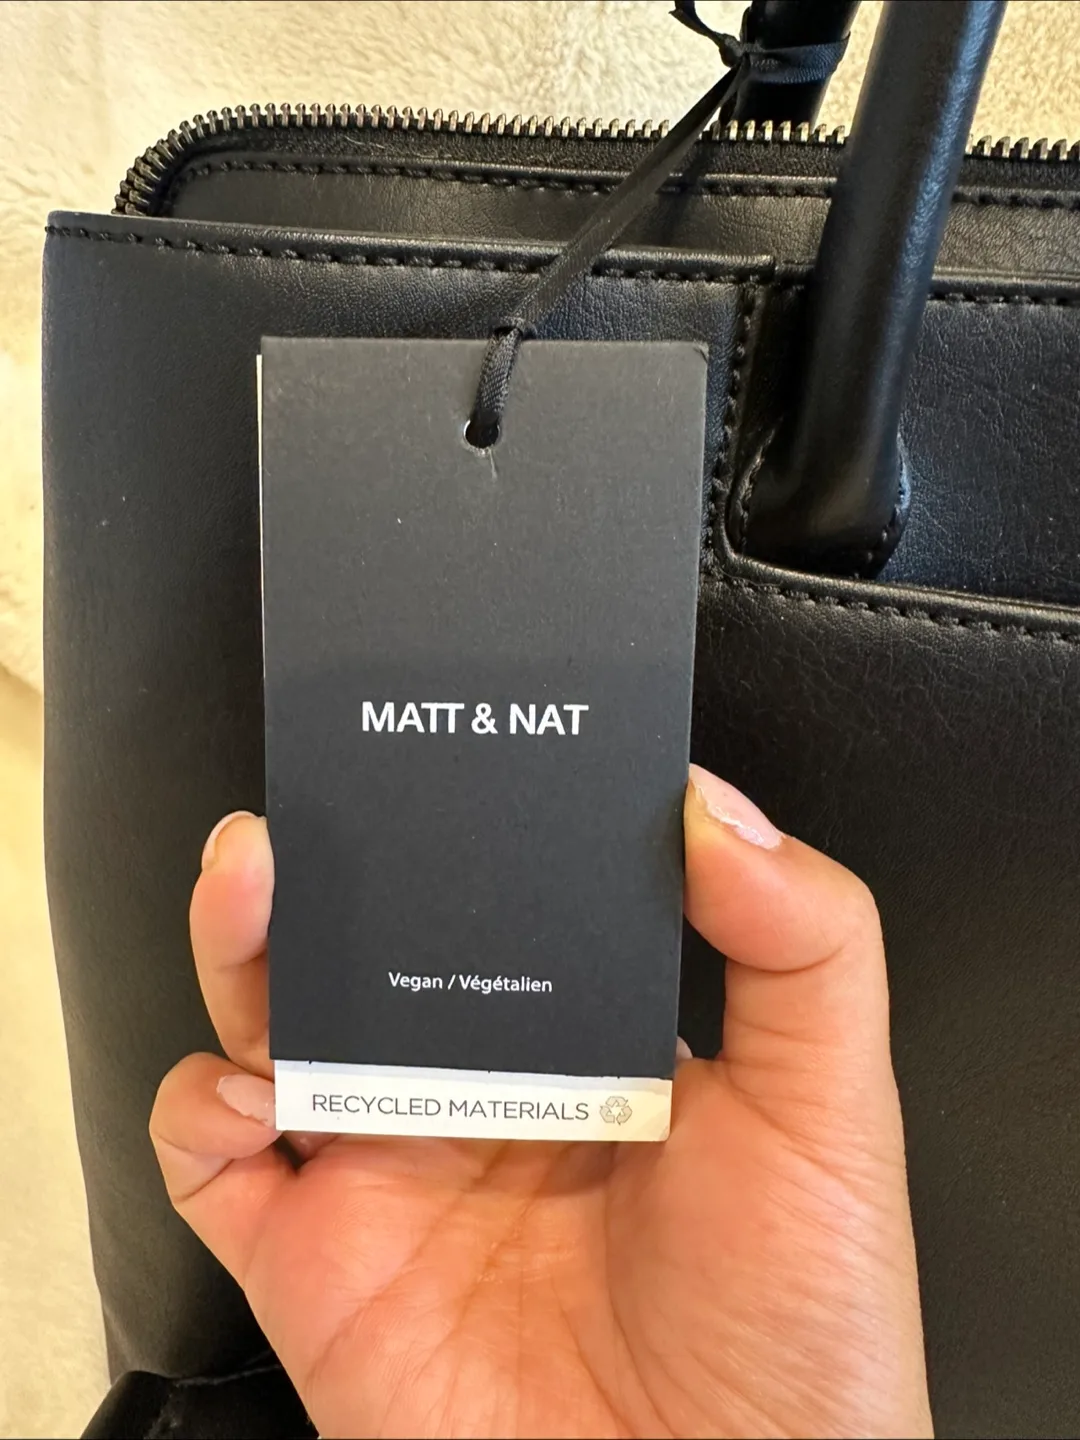 MATT & NAT
Vegan / Végétalien
RECYCLED MATERIALS